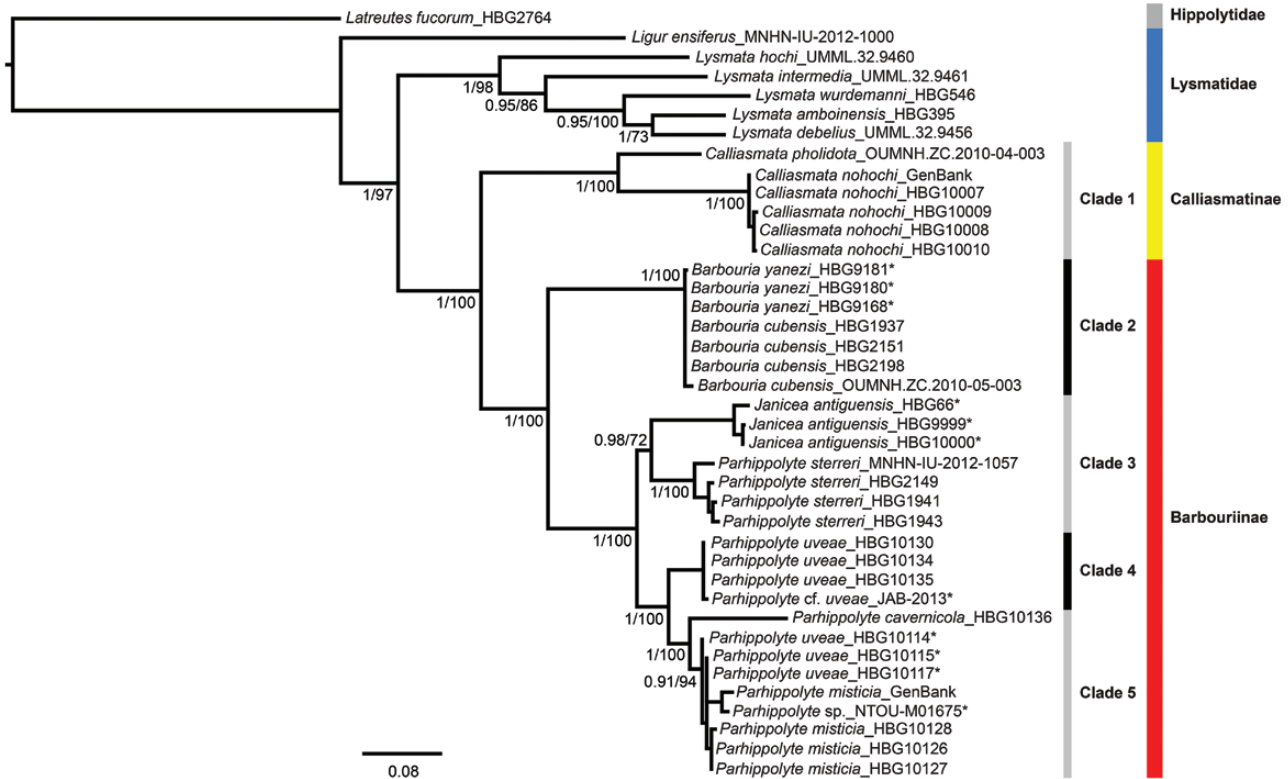 Latreutes fucorum_HBG2764
Hippolytidae
Ligur ensiferus_MNHN-IU-2012-1000
Lysmata hochi_UMML.32.9460
1/98
Lysmata intermedia_UMML.32.9461
Lysmatidae
0.95/86
Lysmata wurdemanni_HBG546
Lysmata amboinensis_HBG395
0.95/100
Lysmata debelius_UMML.32.9456
1/73
Calliasmata pholidota_OUMNH.ZC.2010-04-003
Calliasmata nohochi_GenBank
1/97
1/100
Calliasmata nohochi_HBG10007
1/100
Clade 1
Calliasmatinae
Calliasmata nohochi_HBG10009
Calliasmata nohochi_HBG10008
Calliasmata nohochi_HBG10010
Barbouria yanezi_HBG9181*
1/100
Barbouria yanezi_HBG9180*
1/100
Barbouria yanezi_HBG9168*
Barbouria cubensis_HBG1937
Clade 2
Barbouria cubensis_HBG2151
Barbouria cubensis_HBG2198
Barbouria cubensis_OUMNH.ZC.2010-05-003
Janicea antiguensis_HBG66*
1/100
Janicea antiguensis_HBG9999*
0.98/72
Janicea antiguensis_HBG10000*
Parhippolyte sterreri_MNHN-IU-2012-1057
Clade 3
Parhippolyte sterreri_HBG2149
1/100
Parhippolyte sterreri_HBG1941
Parhippolyte sterreri_HBG1943
Barbouriinae
1/100
Parhippolyte uveae_HBG10130
Parhippolyte uveae_HBG10134
Clade 4
Parhippolyte uveae_HBG10135
Parhippolyte cf. uveae_JAB-2013*
1/100
Parhippolyte cavernicola_HBG10136
Parhippolyte uveae_HBG10114*
1/100
Parhippolyte uveae_HBG10115*
Parhippolyte uveae_HBG10117*
0.91/94
Parhippolyte misticia_GenBank
Clade 5
Parhippolyte sp._NTOU-M01675*
Parhippolyte misticia_HBG10128
Parhippolyte misticia_HBG10126
Parhippolyte misticia_HBG10127
0.08